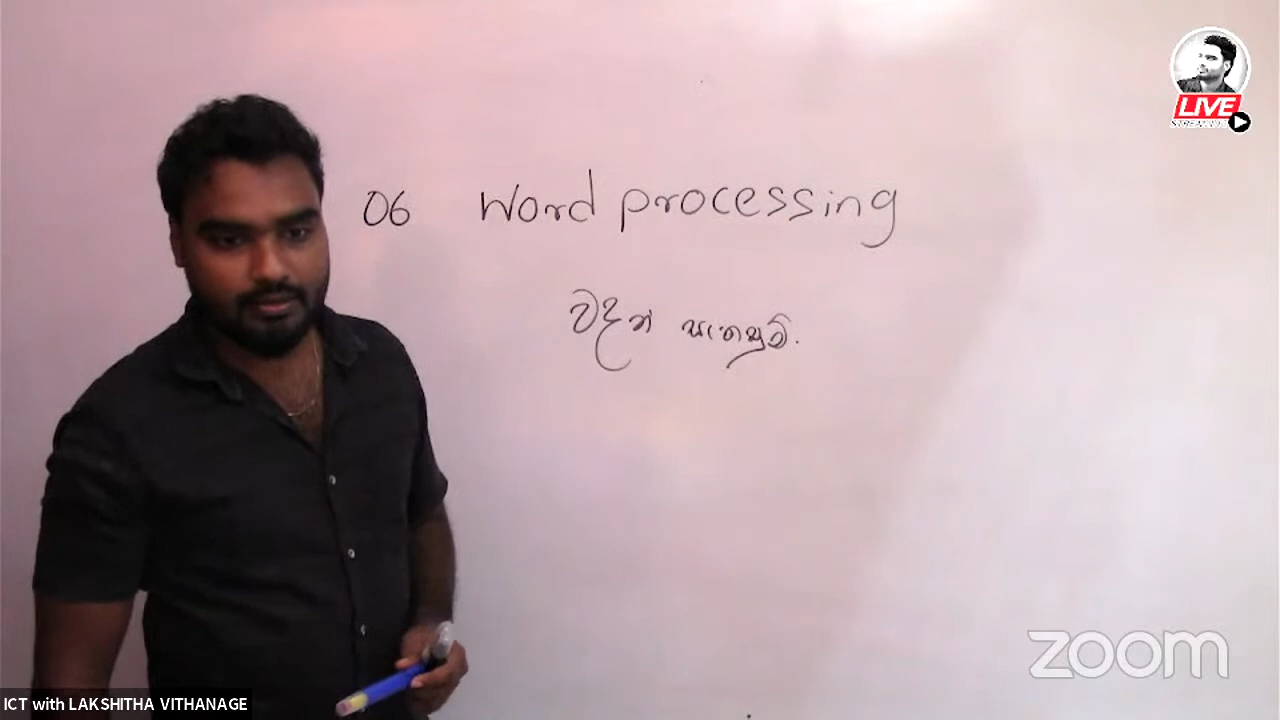 LIVE
06 Word processing
වදන් සැකසුම්.
zoom
ICT with LAKSHITHA VITHANAGE